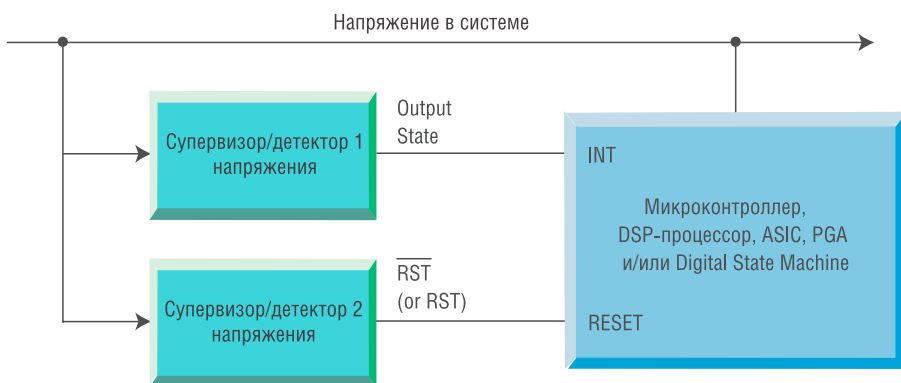 Напряжение в системе
Супервизор/детектор 1
напряжения
Output
State
INT
Микроконтроллер,
DSP-процессор, ASIC, PGA
и/или Digital State Machine
Супервизор/детектор 2
напряжения
RST
(or RST)
RESET